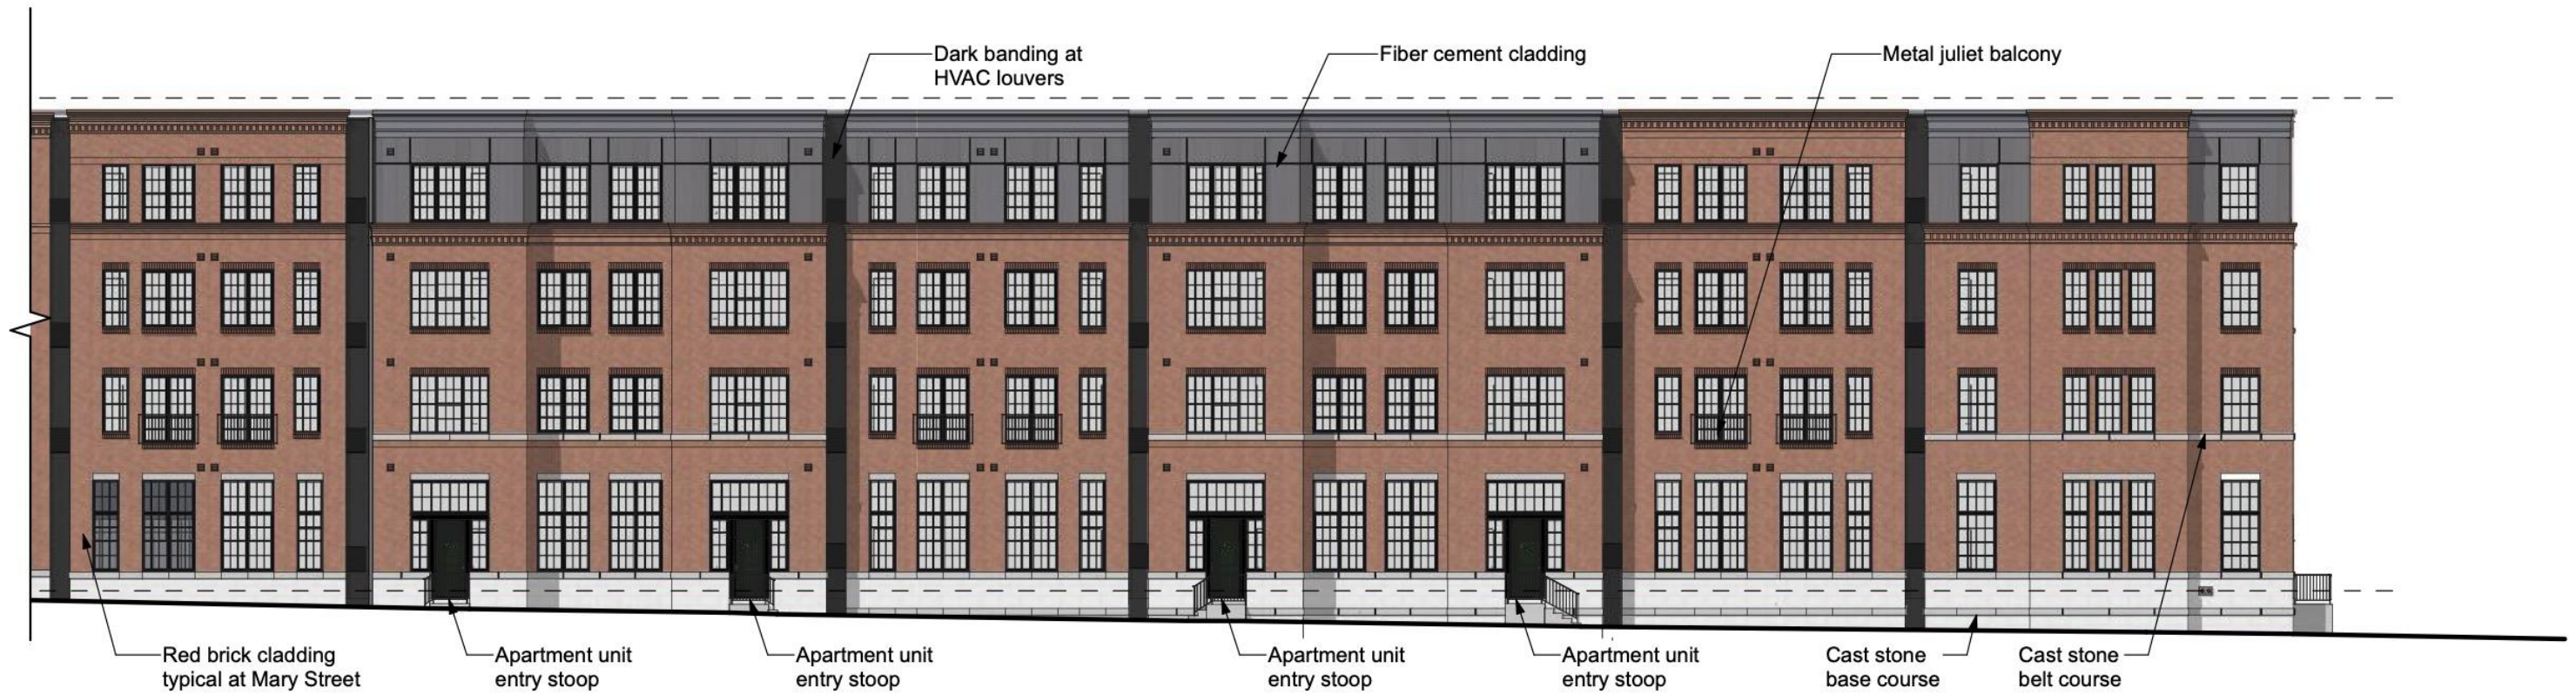 Dark banding at
HVAC louvers
Fiber cement cladding
Metal juliet balcony
Red brick cladding
typical at Mary Street
Apartment unit
entry stoop
Apartment unit
entry stoop
Apartment unit
entry stoop
Apartment unit
entry stoop
Cast stone
base course
Cast stone
belt course